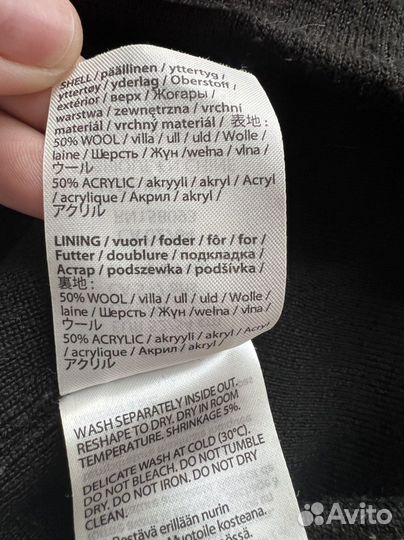 SHELL / päällinen / yttertyg /
yttertøy / yderlag / Oberstoff /
extérior / верх / Жоғары /
warstwa / zewnętrzna / vrchní
materiál / vrchný materiál / 表地 :
50% WOOL / villa / ull / uld / Wolle /
laine / Шерсть / Жүн /wełna / vlna /
ウール
50% ACRYLIC / akryyli / akryl / Acryl
/ acrylique / Акрил / akryl /
アクリル
LINING / vuori / foder / fôr / for /
Futter / doublure / подкладка /
Астар / podszewka / podšívka /
裏地 :
50% WOOL / villa / ull / uld / Wolle /
laine / Шерсть / Жүн /wełna / vlna /
ウール
50% ACRYLIC / akryyli / akryl / Acryl
/ acrylique / Акрил / akryl /
アクリル
WASH SEPARATELY INSIDE OUT.
RESHAPE TO DRY. DRY IN ROOM
TEMPERATURE. SHRINKAGE 5%.
DELICATE WASH AT COLD (30°C).
DO NOT BLEACH. DO NOT TUMBLE
DRY. DO NOT IRON. DO NOT DRY
CLEAN.
Pestävä erillään nurin
Muotoile kosteana.
Avito